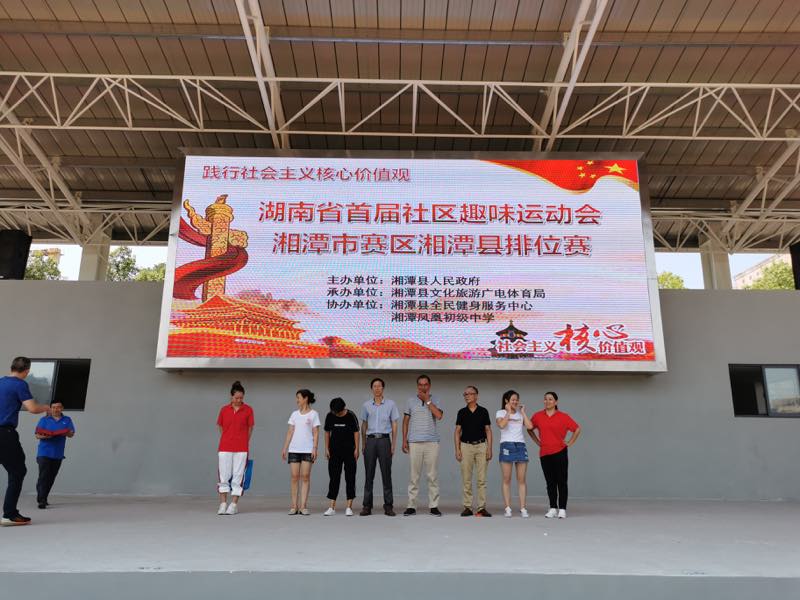 践行社会主义核心价值观
湖南省首届社区趣味运动会
湘潭市赛区湘潭县排位赛
主办单位：湘潭县人民政府
承办单位：湘潭县文化旅游广电体育局
协办单位：湘潭县全民健身服务中心
湘潭凤凰初级中学
社会主义核心价值观